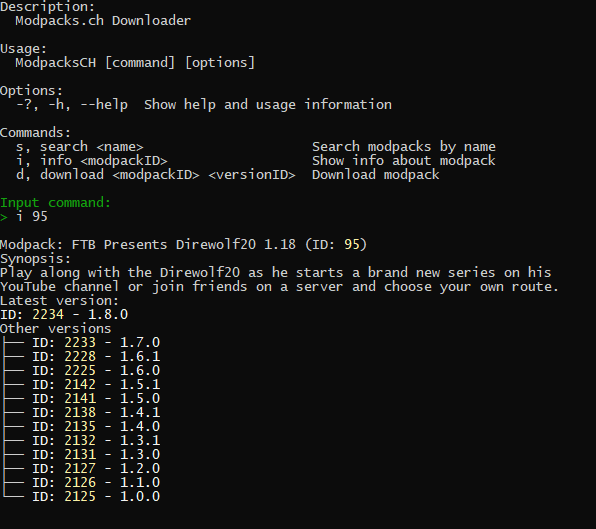 Description:
  Modpacks.ch Downloader

Usage:
  ModpacksCH [command] [options]

Options:
  -?, -h, --help  Show help and usage information

Commands:
  s, search <name>                     Search modpacks by name
  i, info <modpackID>                  Show info about modpack
  d, download <modpackID> <versionID>  Download modpack

Input command:
> i 95

Modpack: FTB Presents Direwolf20 1.18 (ID: 95)
Synopsis:
Play along with the Direwolf20 as he starts a brand new series on his
YouTube channel or join friends on a server and choose your own route.
Latest version:
ID: 2234 - 1.8.0
Other versions
├── ID: 2233 - 1.7.0
├── ID: 2228 - 1.6.1
├── ID: 2225 - 1.6.0
├── ID: 2142 - 1.5.1
├── ID: 2141 - 1.5.0
├── ID: 2138 - 1.4.1
├── ID: 2135 - 1.4.0
├── ID: 2132 - 1.3.1
├── ID: 2131 - 1.3.0
├── ID: 2127 - 1.2.0
├── ID: 2126 - 1.1.0
└── ID: 2125 - 1.0.0